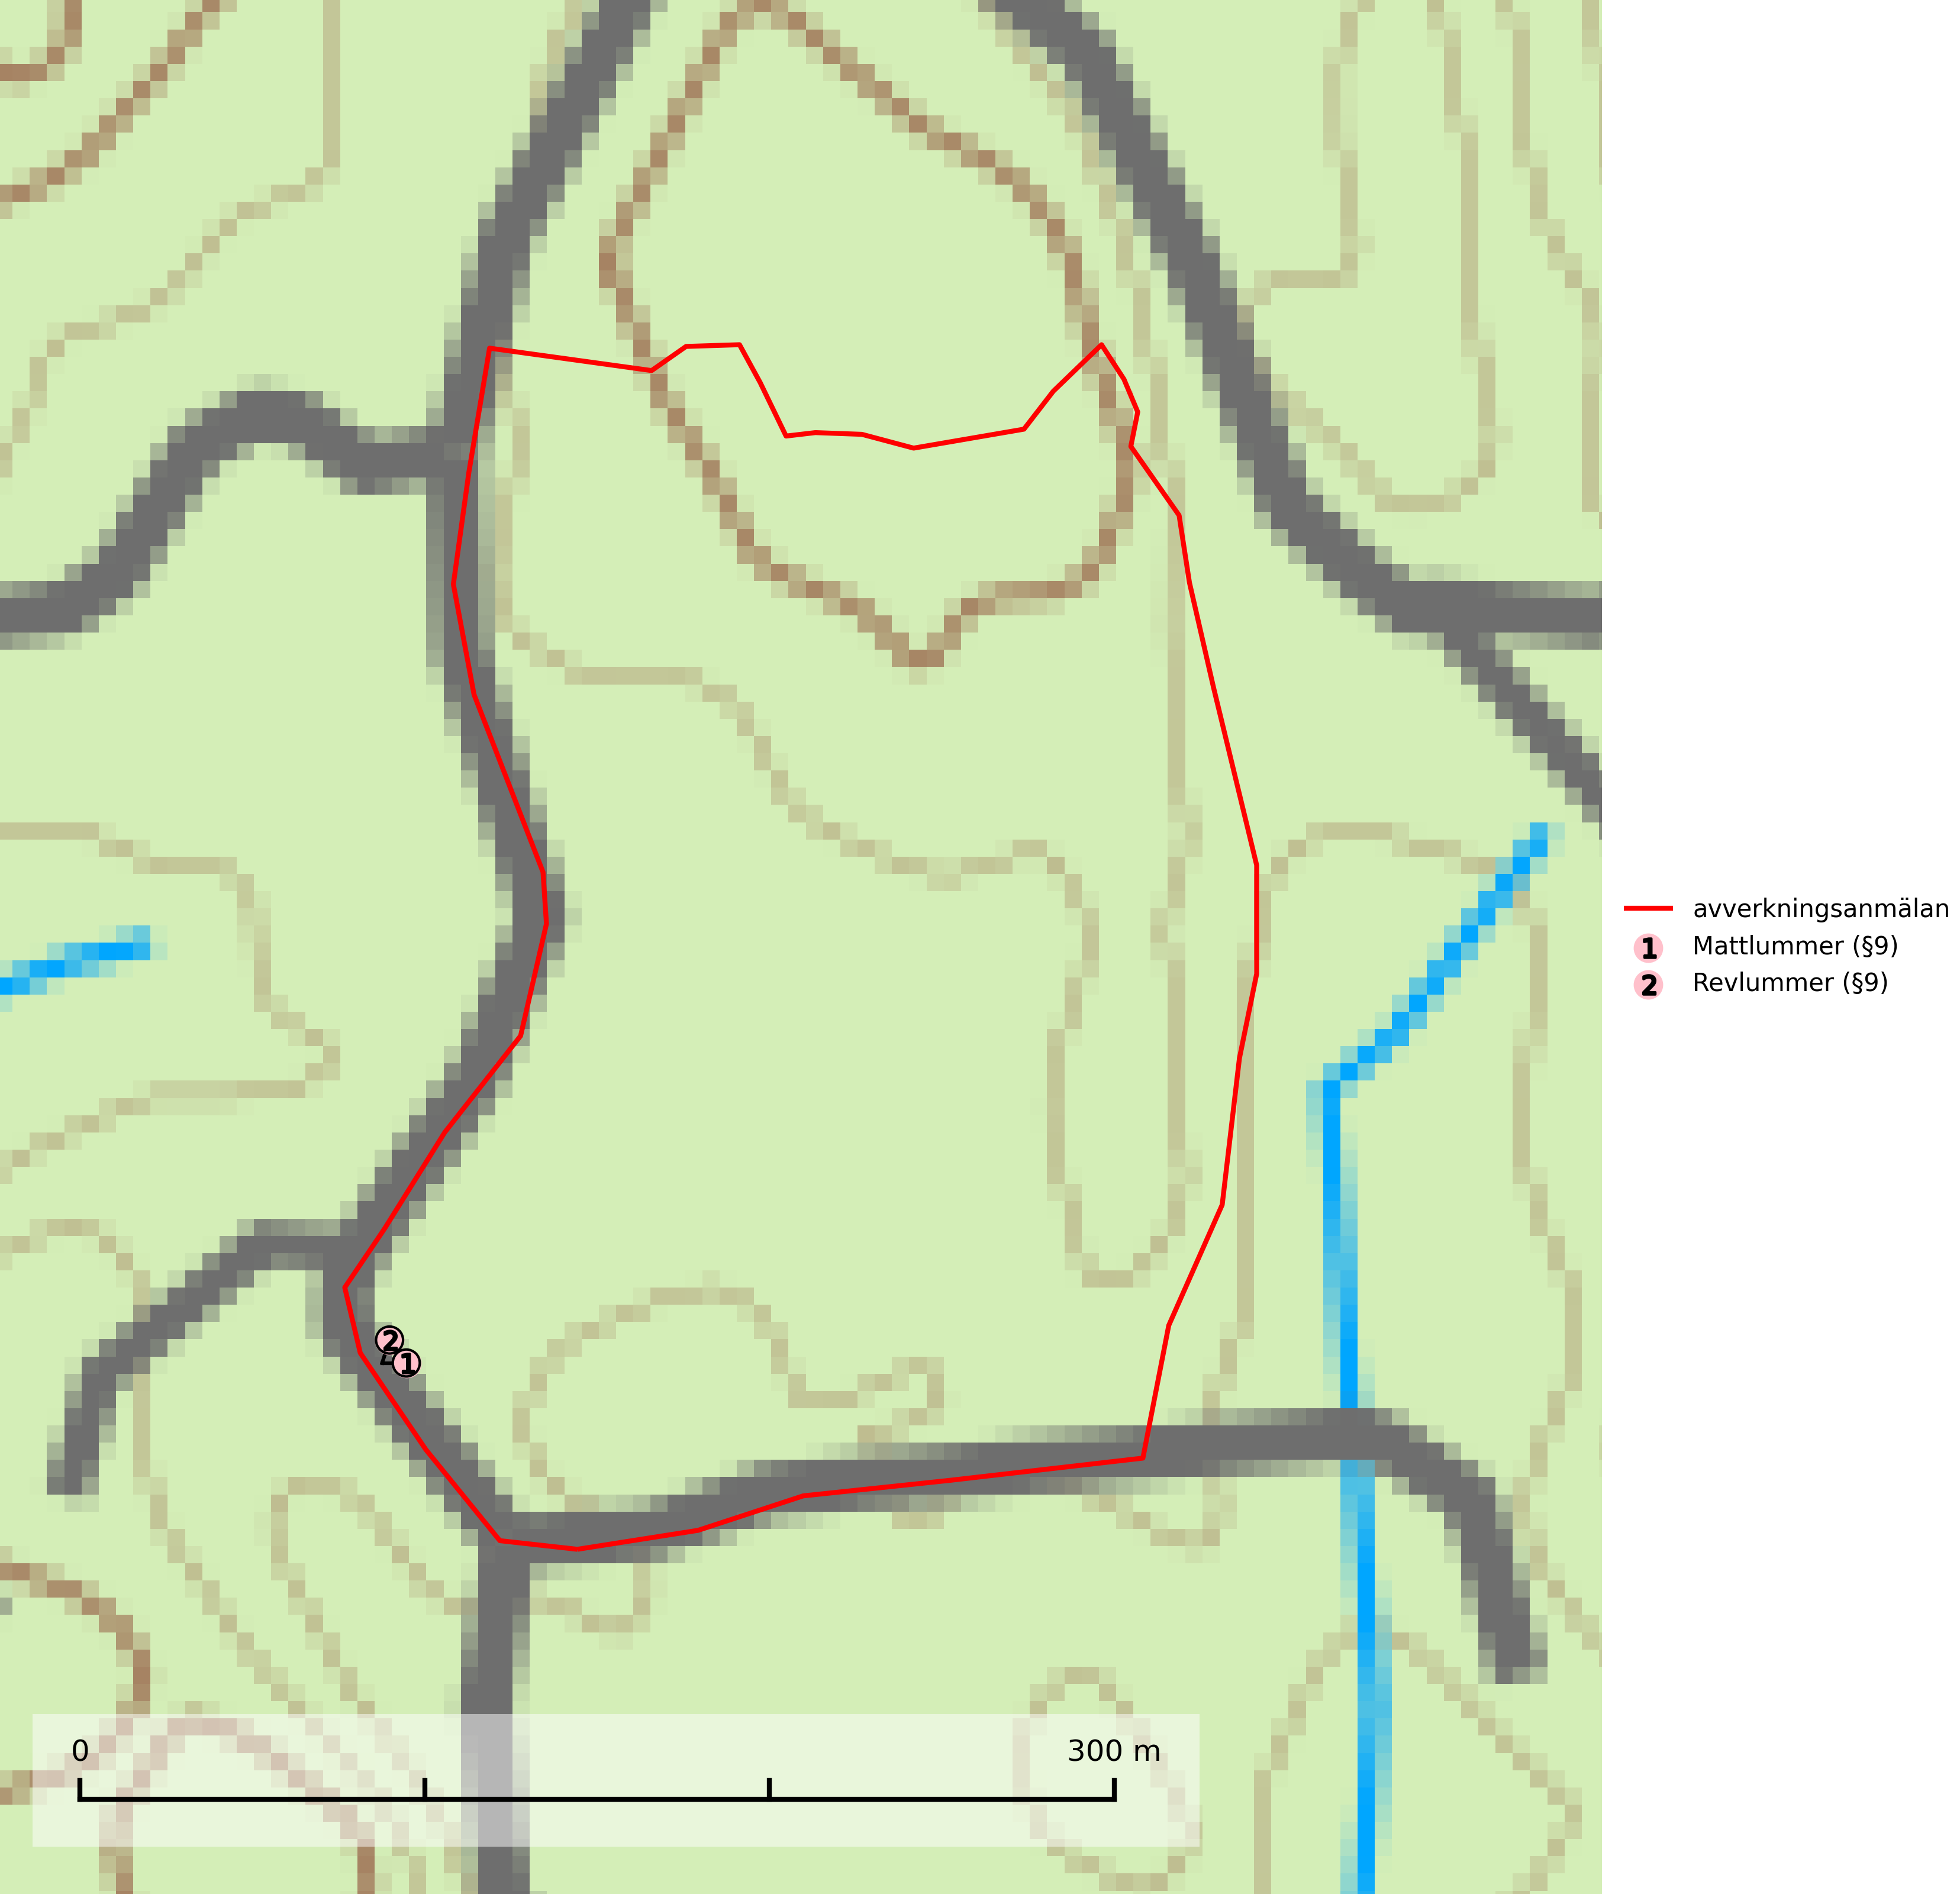 avverkningsanmälan
1 Mattlummer (§9)
2 Revlummer (§9)
2
1
0 300 m